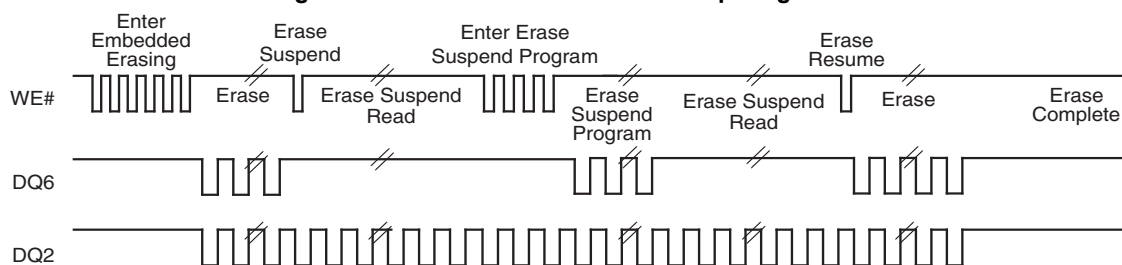 Enter
Embedded
Erasing
Erase
Suspend
Enter Erase
Suspend Program
Erase
Resume
WE#
Erase
Erase Suspend
Read
Erase
Suspend
Program
Erase Suspend
Read
Erase
Erase
Complete
DQ6
DQ2